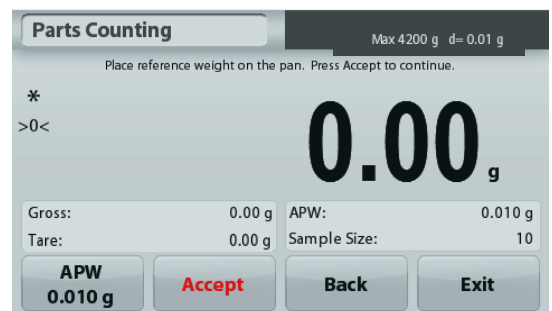 Parts Counting
Max 4200 g d= 0.01 g
Place reference weight on the pan. Press Accept to continue.
*
>0<
0.00 g
Gross: 0.00 g APW: 0.010 g
Tare: 0.00 g Sample Size: 10
APW
0.010 g
Accept
Back
Exit